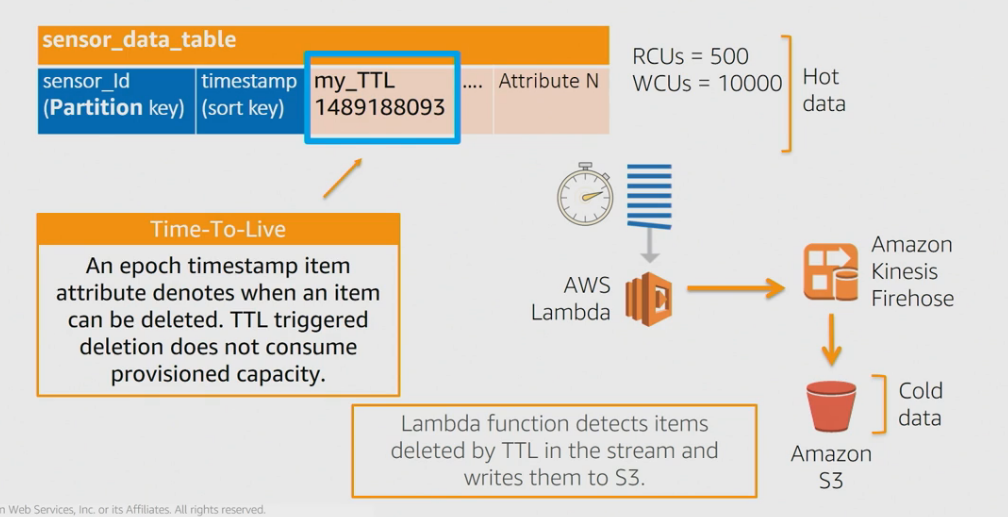 sensor_data_table
sensor_Id
(Partition key)
timestamp
(sort key)
my_TTL
1489188093
....
Attribute N
RCUs = 500
WCUs = 10000
Hot
data
Time-To-Live
An epoch timestamp item
attribute denotes when an item
can be deleted. TTL triggered
deletion does not consume
provisioned capacity.
AWS
Lambda
Amazon
Kinesis
Firehose
Cold
data
Amazon
S3
Lambda function detects items
deleted by TTL in the stream and
writes them to S3.
n Web Services, Inc. or its Affiliates. All rights reserved.